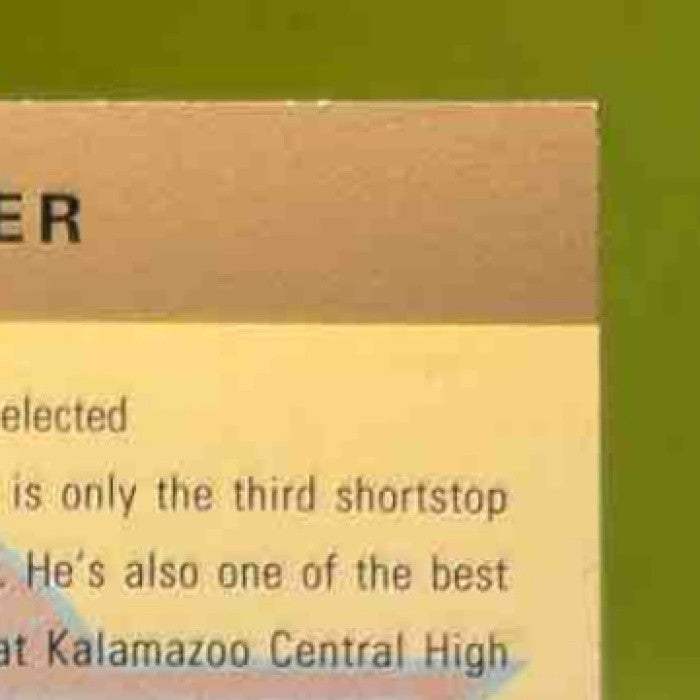 ER
elected
is only the third shortstop
. He's also one of the best
at Kalamazoo Central High